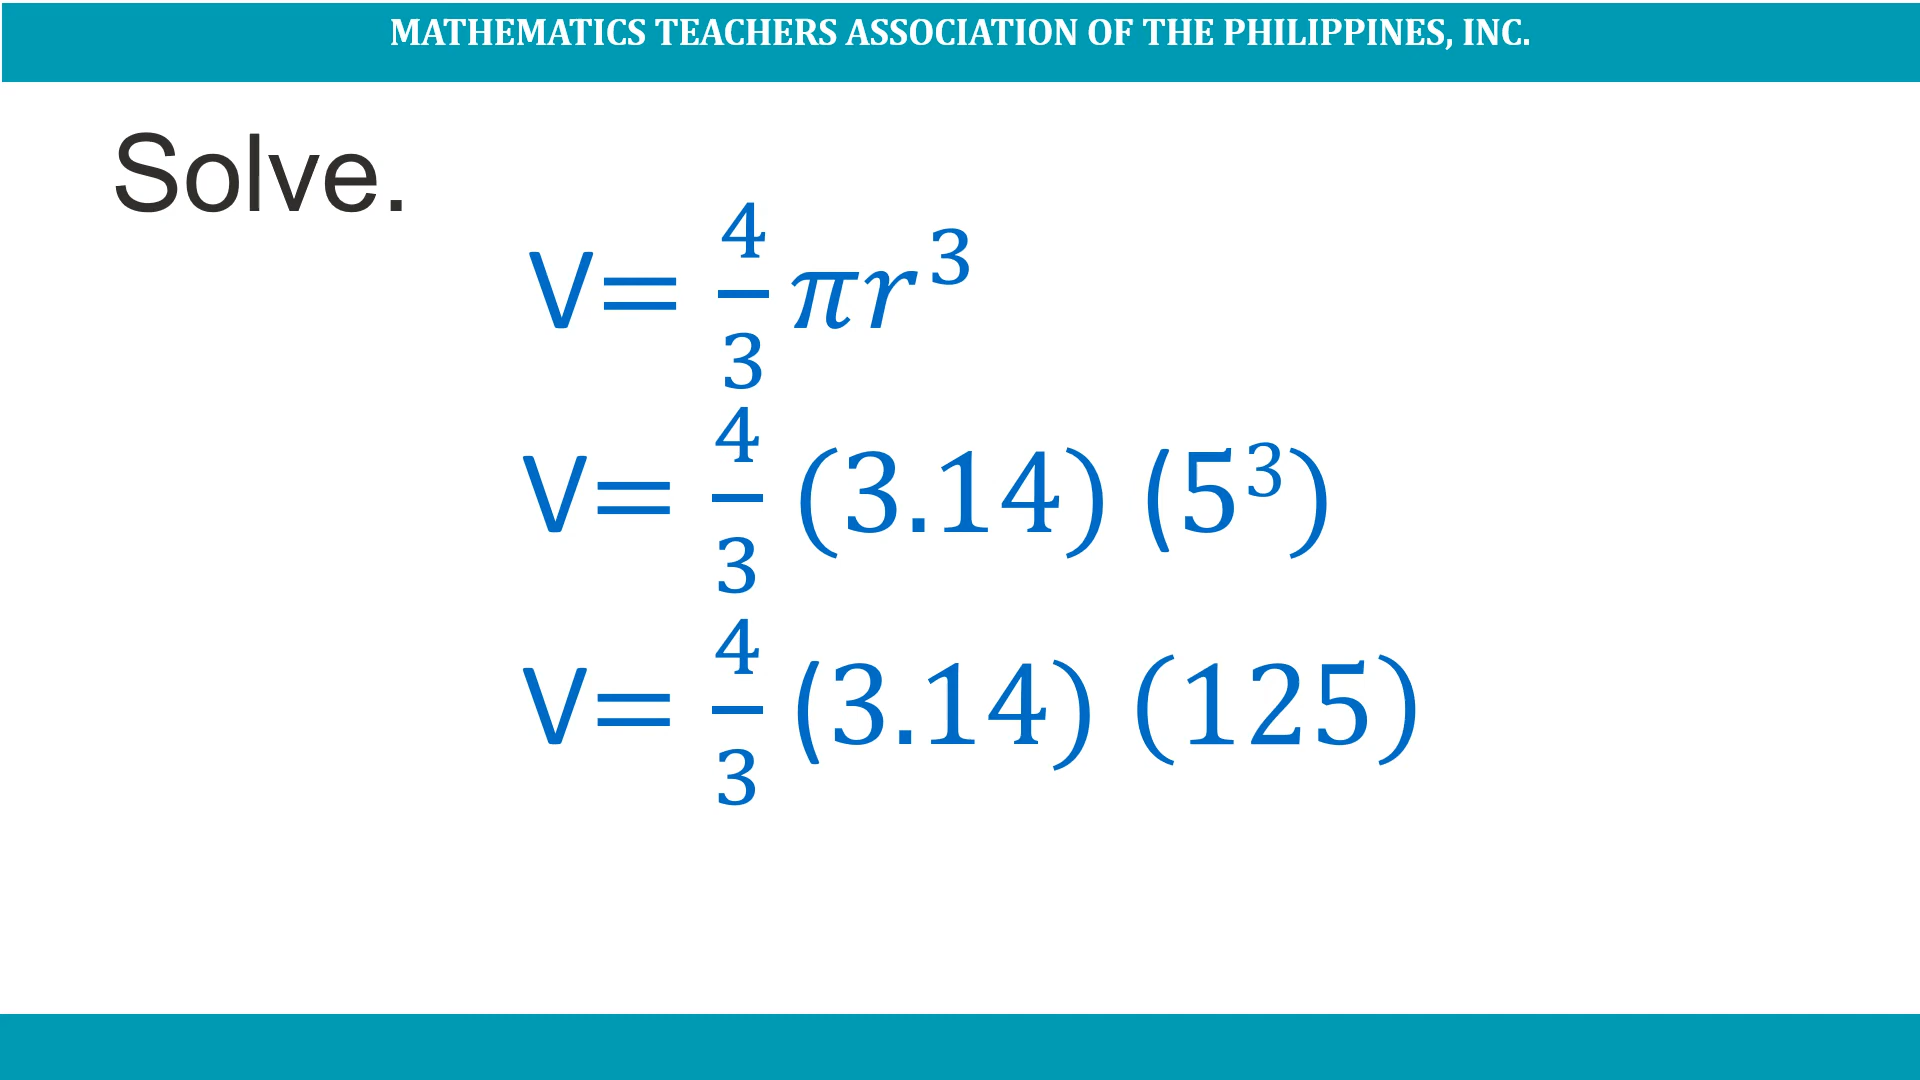 MATHEMATICS TEACHERS ASSOCIATION OF THE PHILIPPINES, INC.
Solve.
V= 4/3 πr³
V= 4/3 (3.14) (5³)
V= 4/3 (3.14) (125)